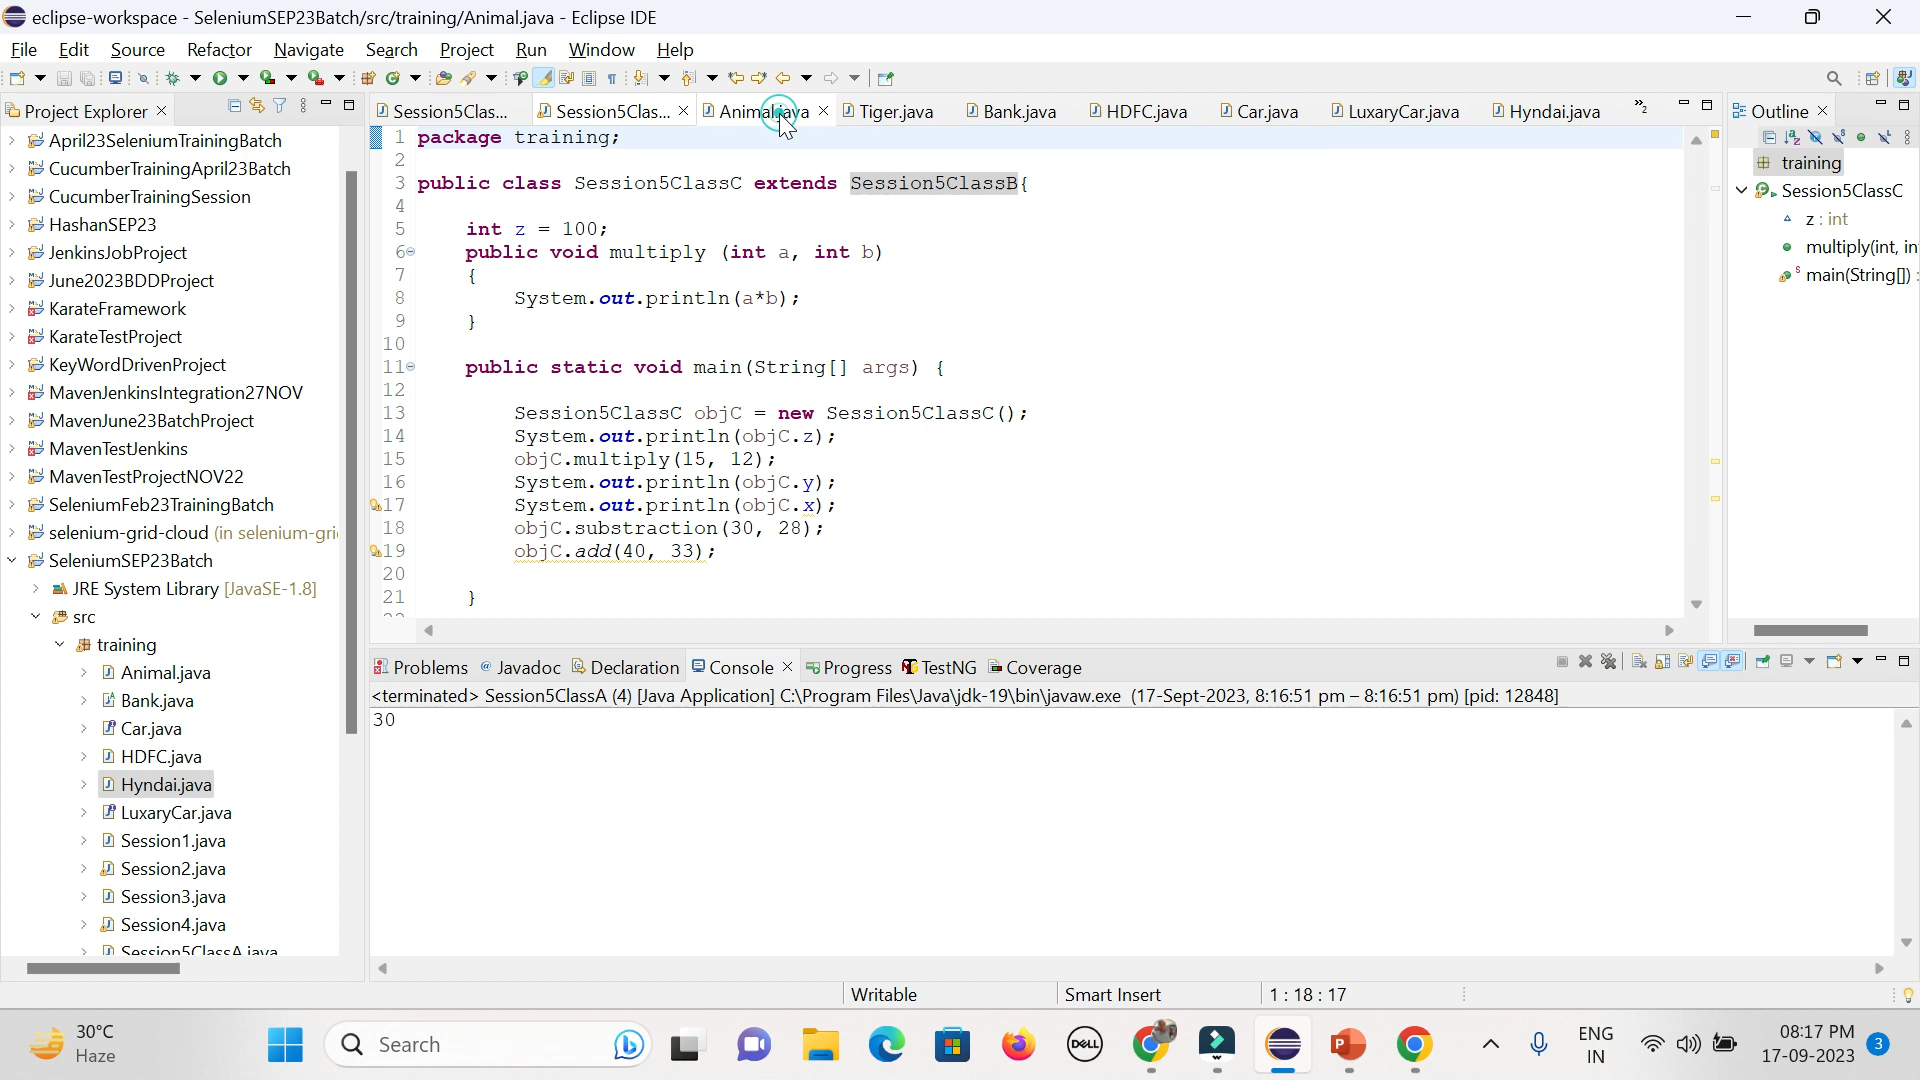 eclipse-workspace - SeleniumSEP23Batch/src/training/Animal.java - Eclipse IDE
File Edit Source Refactor Navigate Search Project Run Window Help
Project Explorer
April23SeleniumTrainingBatch
CucumberTrainingApril23Batch
CucumberTrainingSession
HashanSEP23
JenkinsJobProject
June2023BDDProject
KarateFramework
KarateTestProject
KeyWordDrivenProject
MavenJenkinsIntegration27NOV
MavenJune23BatchProject
MavenTestJenkins
MavenTestProjectNOV22
SeleniumFeb23TrainingBatch
selenium-grid-cloud (in selenium-gri
SeleniumSEP23Batch
JRE System Library [JavaSE-1.8]
src
training
Animal.java
Bank.java
Car.java
HDFC.java
Hyndai.java
LuxaryCar.java
Session1.java
Session2.java
Session3.java
Session4.java
Session5ClassA.java
Session5Clas... Session5Clas... Animal.java Tiger.java Bank.java HDFC.java Car.java LuxaryCar.java Hyndai.java »2
1 package training;
2
3 public class Session5ClassC extends Session5ClassB{
4
5 int z = 100;
6 public void multiply (int a, int b)
7 {
8 System.out.println(a*b);
9 }
10
11 public static void main(String[] args) {
12
13 Session5ClassC objC = new Session5ClassC();
14 System.out.println(objC.z);
15 objC.multiply(15, 12);
16 System.out.println(objC.y);
17 System.out.println(objC.x);
18 objC.substraction(30, 28);
19 objC.add(40, 33);
20
21 }
Outline
training
Session5ClassC
z : int
multiply(int, in
main(String[]) :
Problems Javadoc Declaration Console Progress TestNG Coverage
<terminated> Session5ClassA (4) [Java Application] C:\Program Files\Java\jdk-19\bin\javaw.exe (17-Sept-2023, 8:16:51 pm – 8:16:51 pm) [pid: 12848]
30
Writable Smart Insert 1 : 18 : 17
30°C
Haze
Search
DELL
ENG
IN
08:17 PM
17-09-2023
3